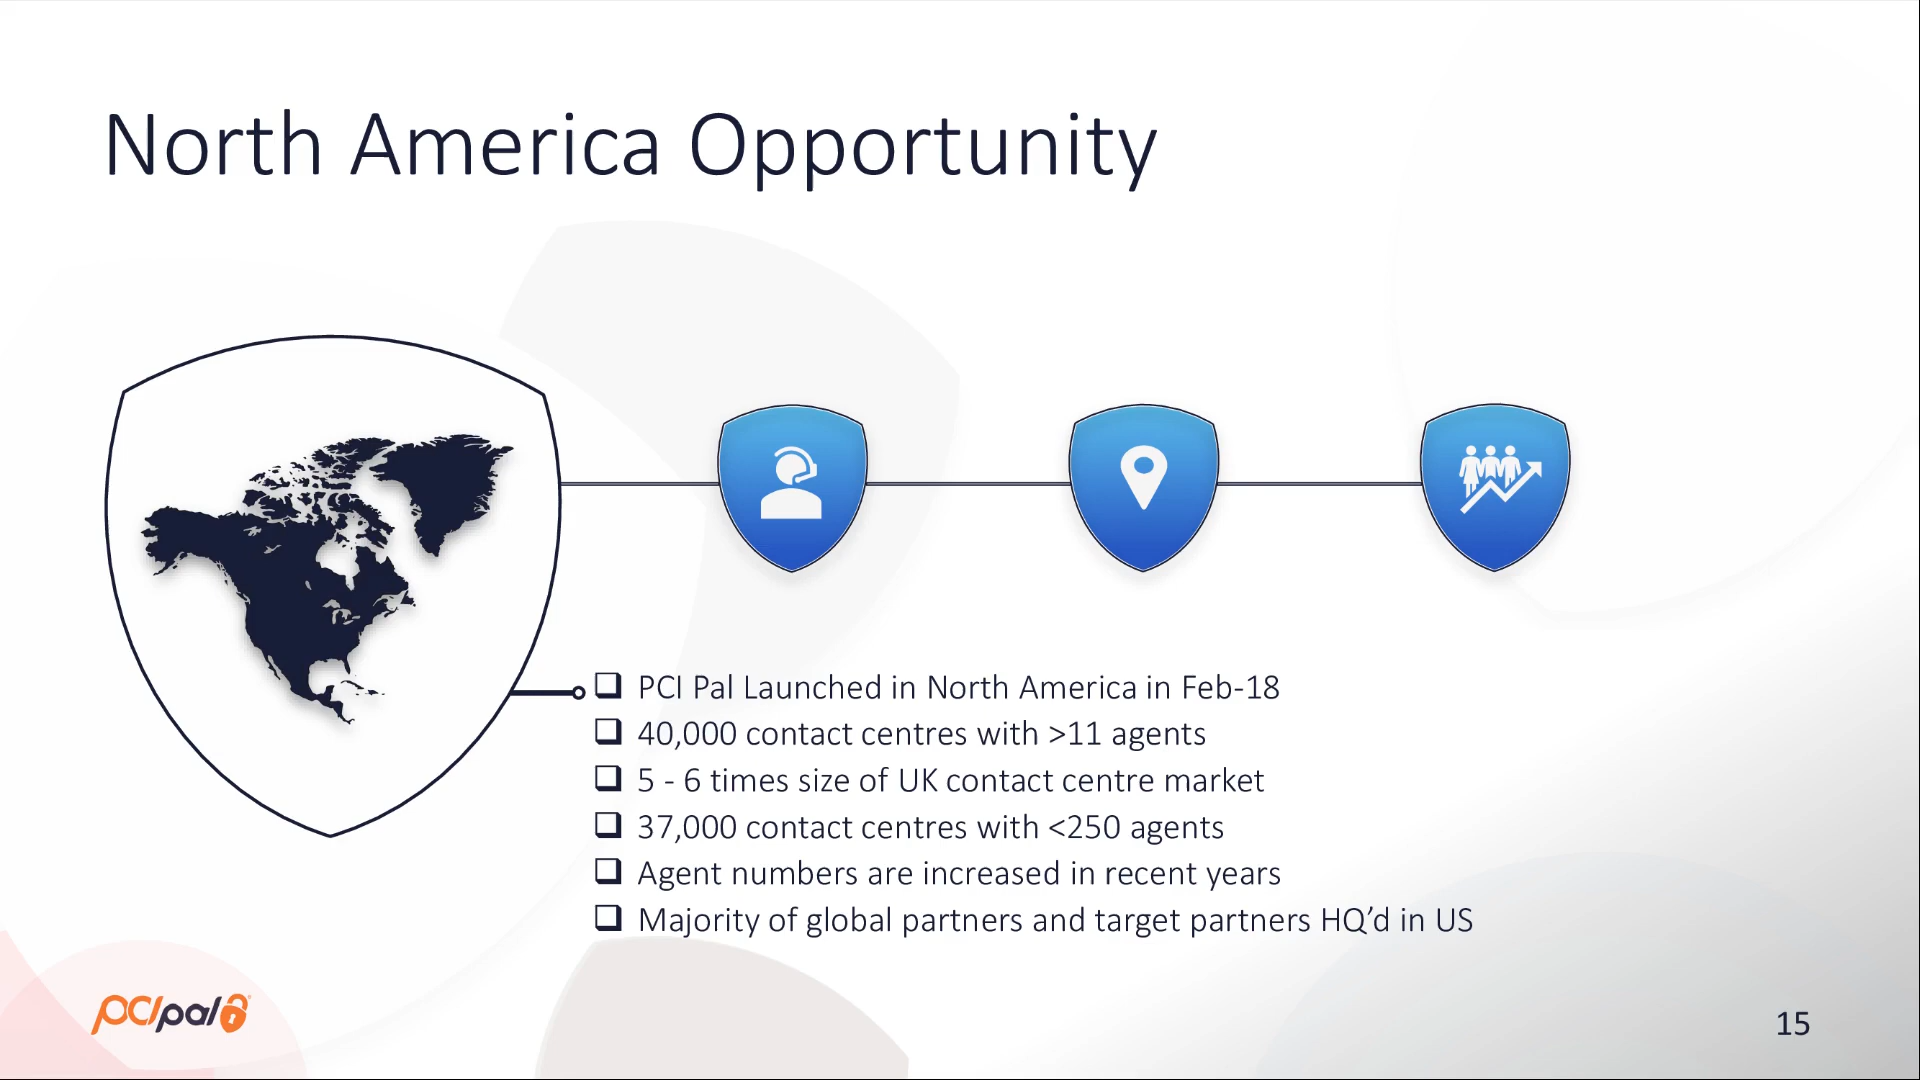 North America Opportunity
PCI Pal Launched in North America in Feb-18
40,000 contact centres with >11 agents
5 - 6 times size of UK contact centre market
37,000 contact centres with <250 agents
Agent numbers are increased in recent years
Majority of global partners and target partners HQ’d in US
pcipal
15